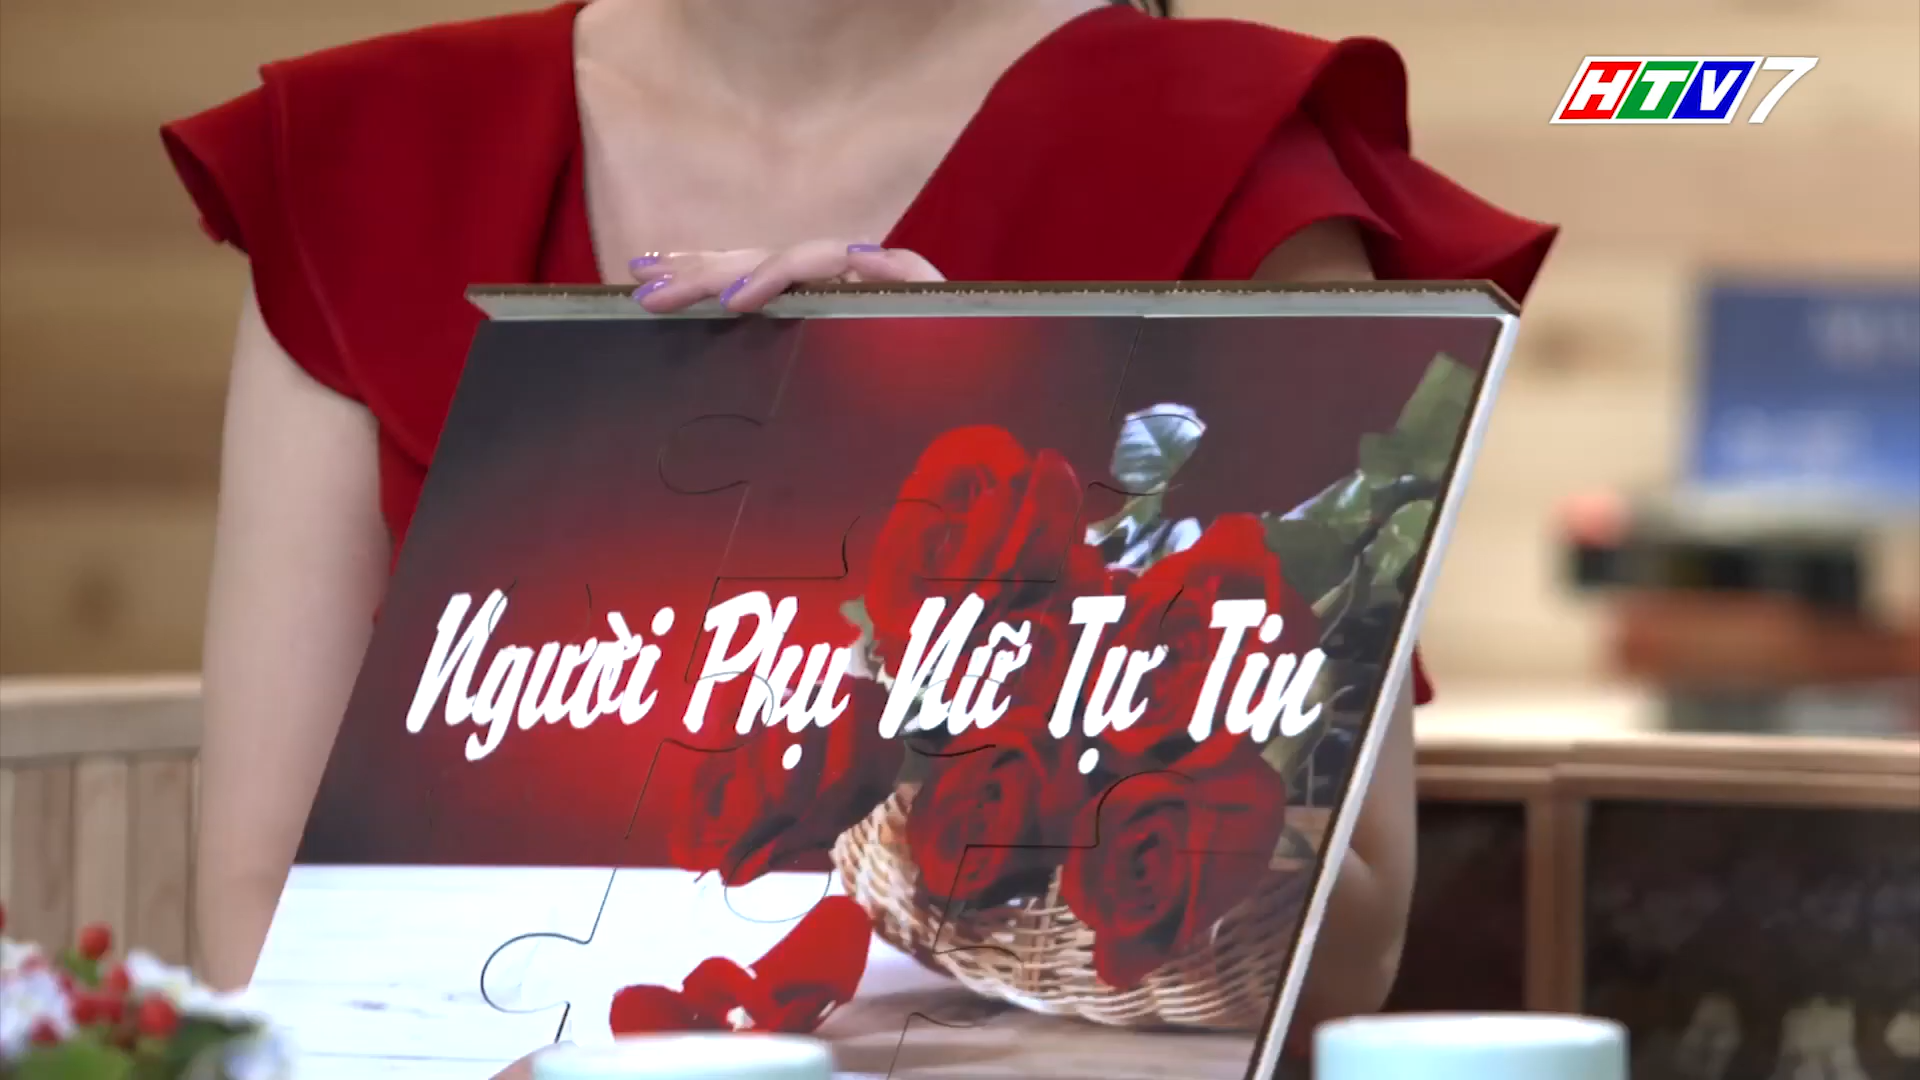 HTV7
Người Phụ Nữ Tự Tin